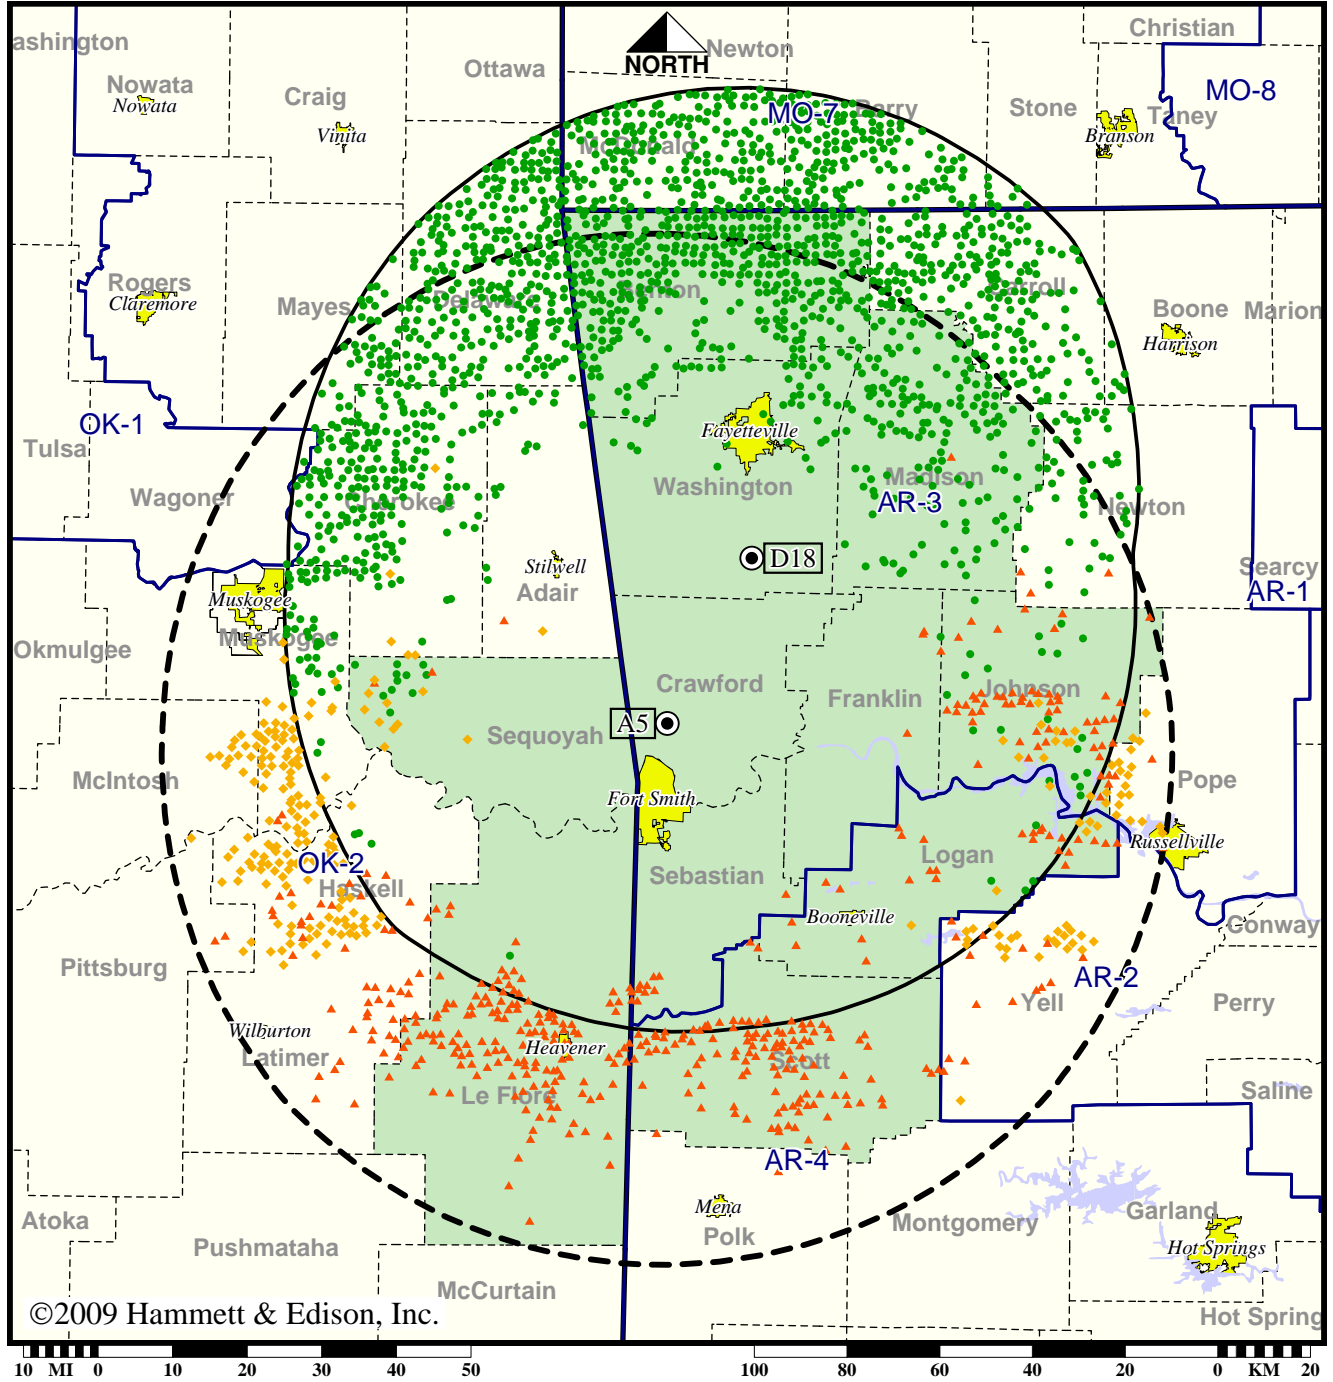 ashington
Nowata
Nowata
Craig
Vinita
Ottawa
NORTH
Newton
Christian
MO-8
MO-7
Barry
Stone
Taney
Branson
McDonald
Rogers
Claremore
Mayes
Delaware
Benton
Carroll
Boone
Marion
Harrison
OK-1
Tulsa
Wagoner
Cherokee
Fayetteville
Washington
Madison
AR-3
Newton
Stilwell
Adair
D18
Searcy
AR-1
Muskogee
Muskogee
Okmulgee
Crawford
Franklin
Johnson
A5
Sequoyah
McIntosh
Pope
Fort Smith
Russellville
OK-2
Haskell
Sebastian
Logan
Booneville
Conway
Pittsburg
AR-2
Yell
Perry
Wilburton
Latimer
Heavener
Scott
Le Flore
Saline
AR-4
Atoka
Pushmataha
Mena
Polk
Montgomery
Garland
Hot Springs
McCurtain
©2009 Hammett & Edison, Inc.
Hot Spring
10 MI 0 10 20 30 40 50
100 80 60 40 20 0 KM 20